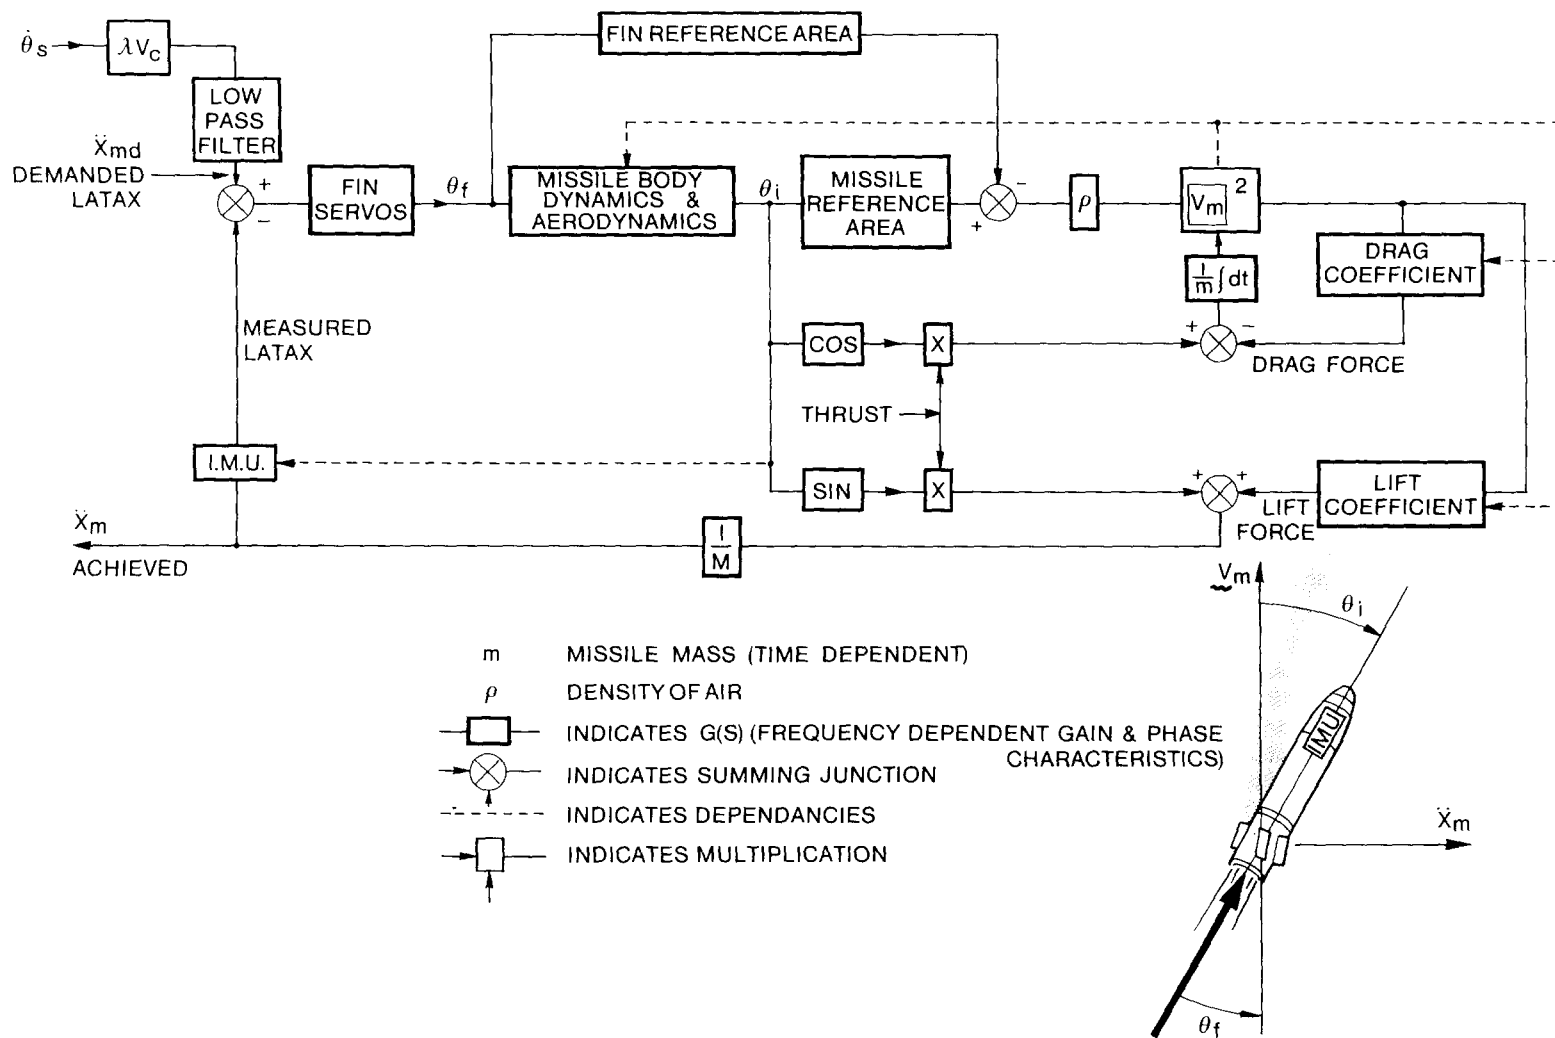 θ̇s
λVc
LOW
PASS
FILTER
Ẍmd
DEMANDED
LATAX
+
−
FIN
SERVOS
θf
FIN REFERENCE AREA
MISSILE BODY
DYNAMICS &
AERODYNAMICS
θi
MISSILE
REFERENCE
AREA
−
+
ρ
Vm 2
1/m ∫dt
DRAG
COEFFICIENT
MEASURED
LATAX
COS
X
+
−
DRAG FORCE
THRUST
I.M.U.
SIN
X
+
+
LIFT
FORCE
LIFT
COEFFICIENT
Ẍm
ACHIEVED
1/M
m MISSILE MASS (TIME DEPENDENT)
ρ DENSITY OF AIR
INDICATES G(S) (FREQUENCY DEPENDENT GAIN & PHASE
CHARACTERISTICS)
INDICATES SUMMING JUNCTION
INDICATES DEPENDANCIES
INDICATES MULTIPLICATION
Vm
θi
IMU
Ẍm
θf